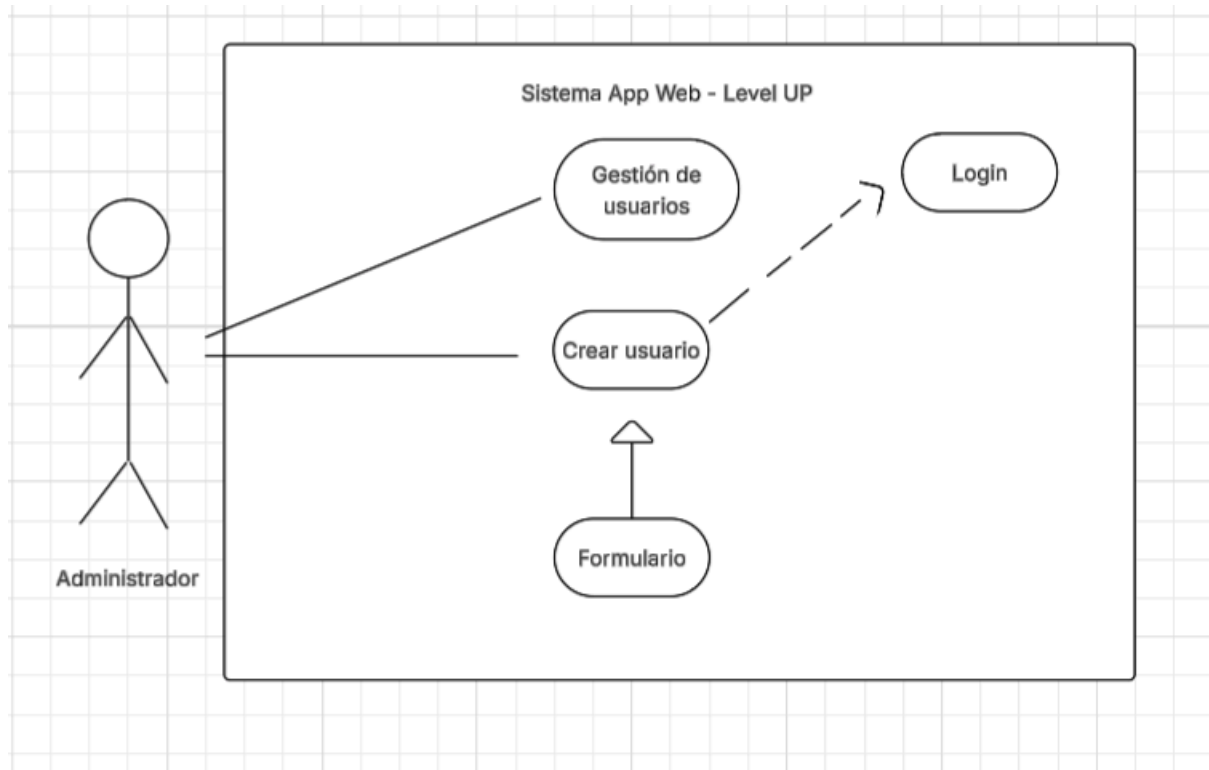 Sistema App Web - Level UP
Gestión de
usuarios
Login
Crear usuario
Formulario
Administrador